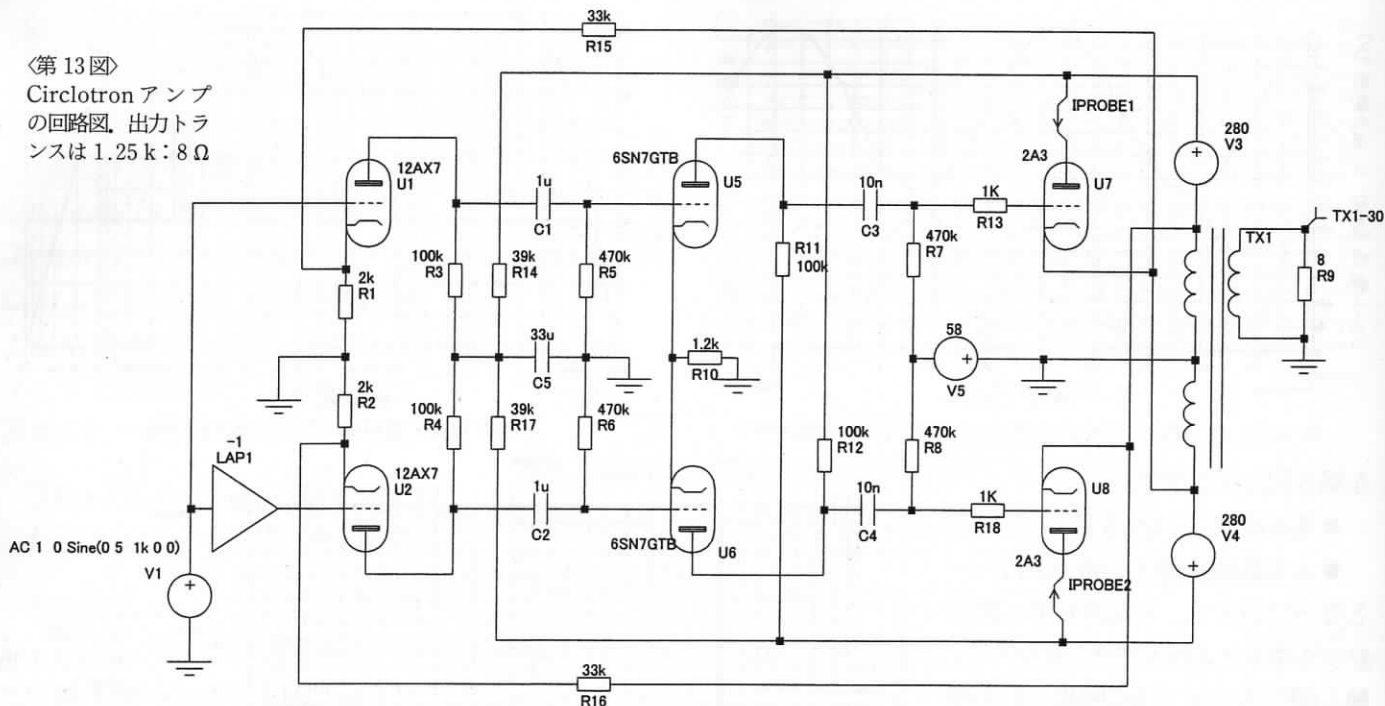 〈第 13 図〉
Circlotron アンプ
の回路図．出力トラ
ンスは 1.25 k：8 Ω
33k
R15
12AX7
U1
2k
R1
2k
R2
12AX7
U2
-1
LAP1
AC 1 0 Sine(0 5 1k 0 0)
V1
100k
R3
39k
R14
1u
C1
470k
R5
33u
C5
100k
R4
39k
R17
470k
R6
1u
C2
6SN7GTB
U5
1.2k
R10
6SN7GTB
U6
R11
100k
10n
C3
470k
R7
1K
R13
58
V5
100k
R12
470k
R8
10n
C4
1K
R18
IPROBE1
2A3
U7
U8
2A3
IPROBE2
280
V3
TX1
TX1-30
8
R9
280
V4
33k
R16